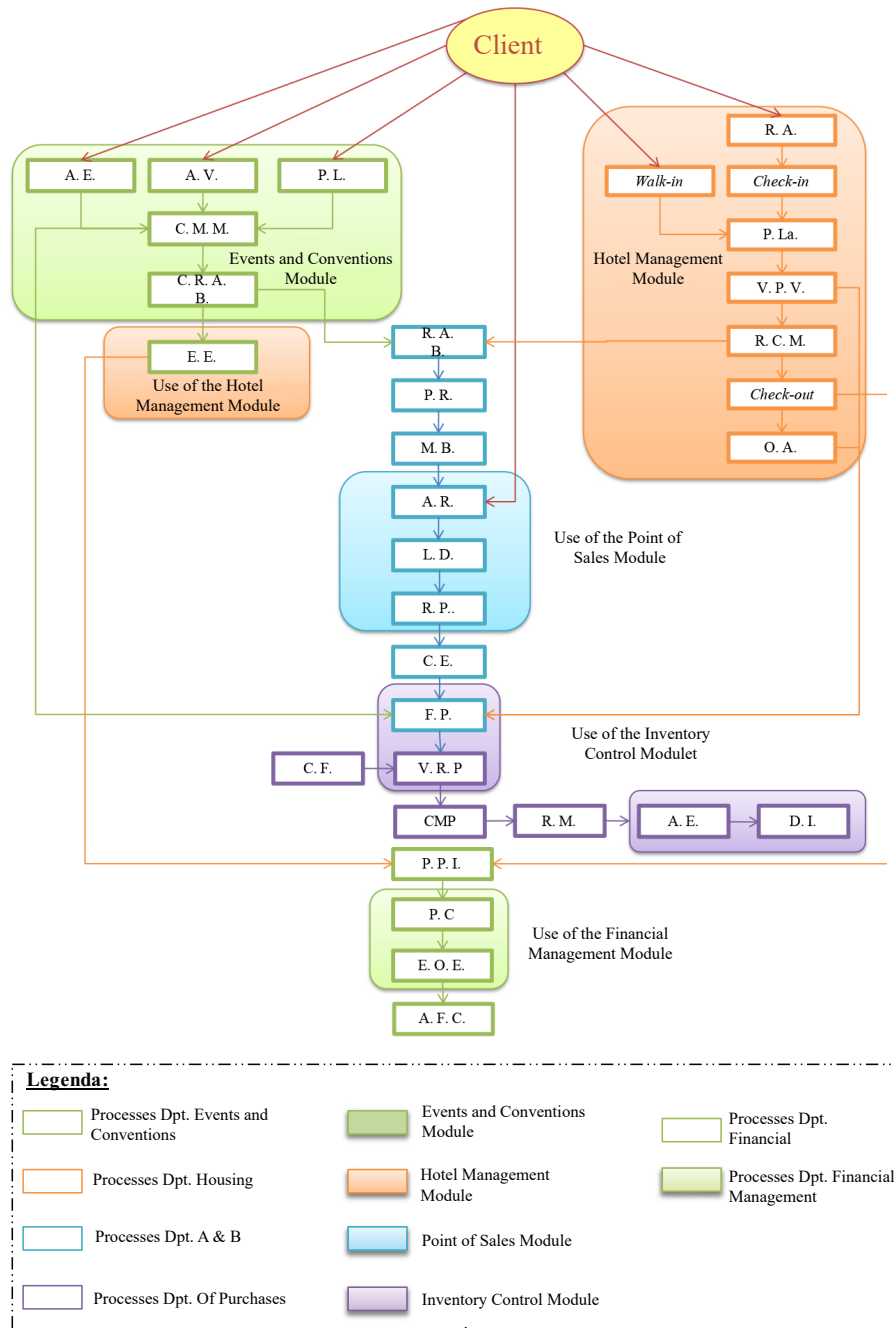 Client
R. A.
A. E.
A. V.
P. L.
Walk-in
Check-in
C. M. M.
P. La.
Events and Conventions
Module
Hotel Management
Module
C. R. A.
B.
V. P. V.
R. A.
B.
R. C. M.
E. E.
Use of the Hotel
Management Module
P. R.
Check-out
M. B.
O. A.
A. R.
Use of the Point of
Sales Module
L. D.
R. P..
C. E.
F. P.
Use of the Inventory
Control Modulet
C. F.
V. R. P
CMP
R. M.
A. E.
D. I.
P. P. I.
P. C
Use of the Financial
Management Module
E. O. E.
A. F. C.
Legenda:
Processes Dpt. Events and
Conventions
Events and Conventions
Module
Processes Dpt.
Financial
Processes Dpt. Housing
Hotel Management
Module
Processes Dpt. Financial
Management
Processes Dpt. A & B
Point of Sales Module
Processes Dpt. Of Purchases
Inventory Control Module